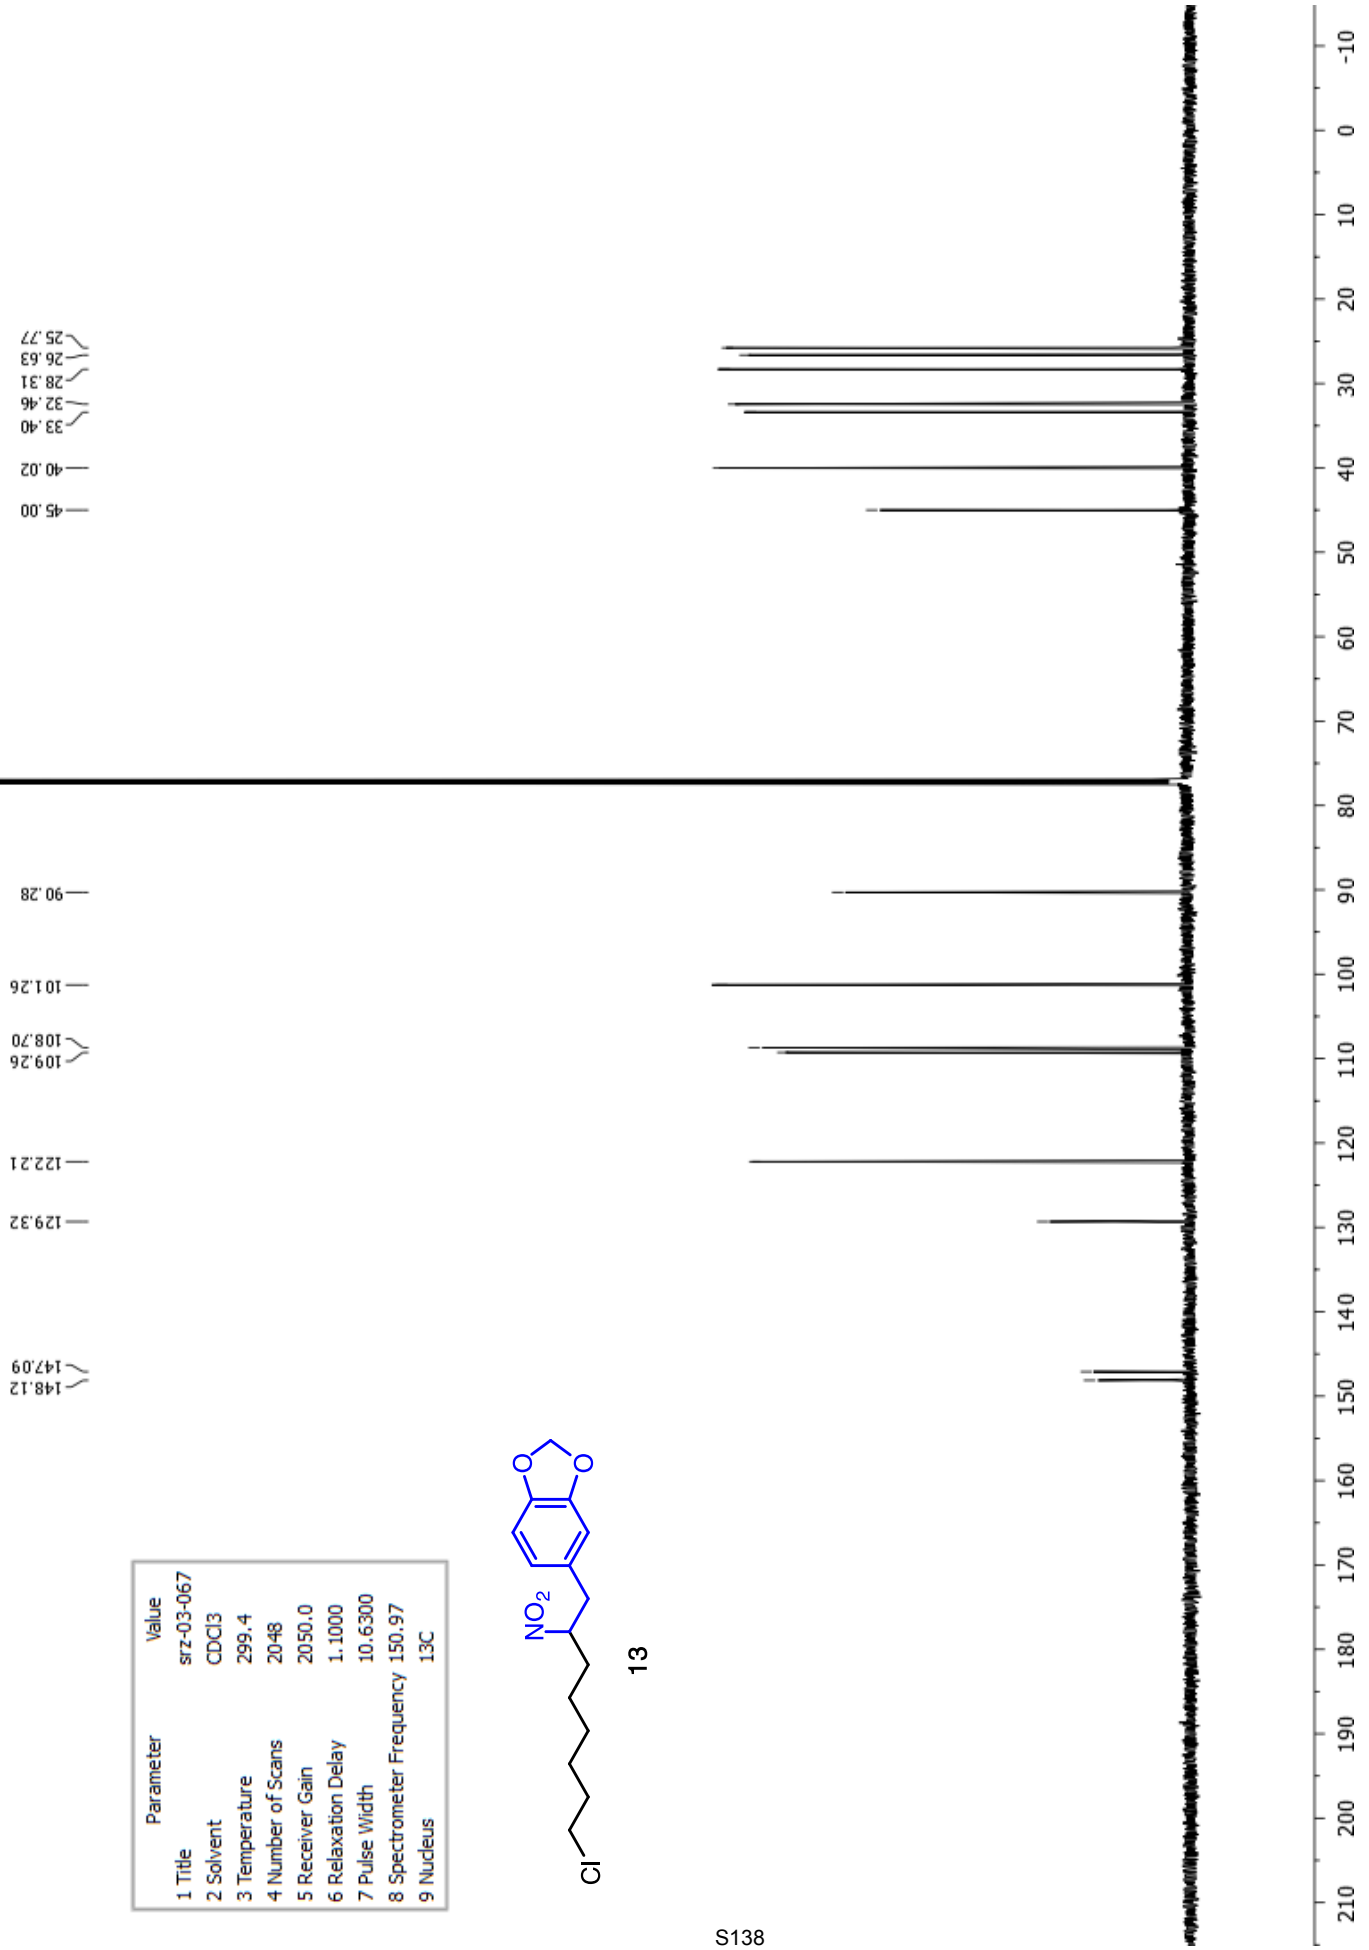 148.12
147.09
129.32
122.21
109.26
108.70
101.26
90.28
45.00
40.02
33.40
32.46
28.31
26.63
25.77
Parameter Value
1 Title srz-03-067
2 Solvent CDCl3
3 Temperature 299.4
4 Number of Scans 2048
5 Receiver Gain 2050.0
6 Relaxation Delay 1.1000
7 Pulse Width 10.6300
8 Spectrometer Frequency 150.97
9 Nucleus 13C
Cl
NO2
O
O
13
210 200 190 180 170 160 150 140 130 120 110 100 90 80 70 60 50 40 30 20 10 0 -10
S138